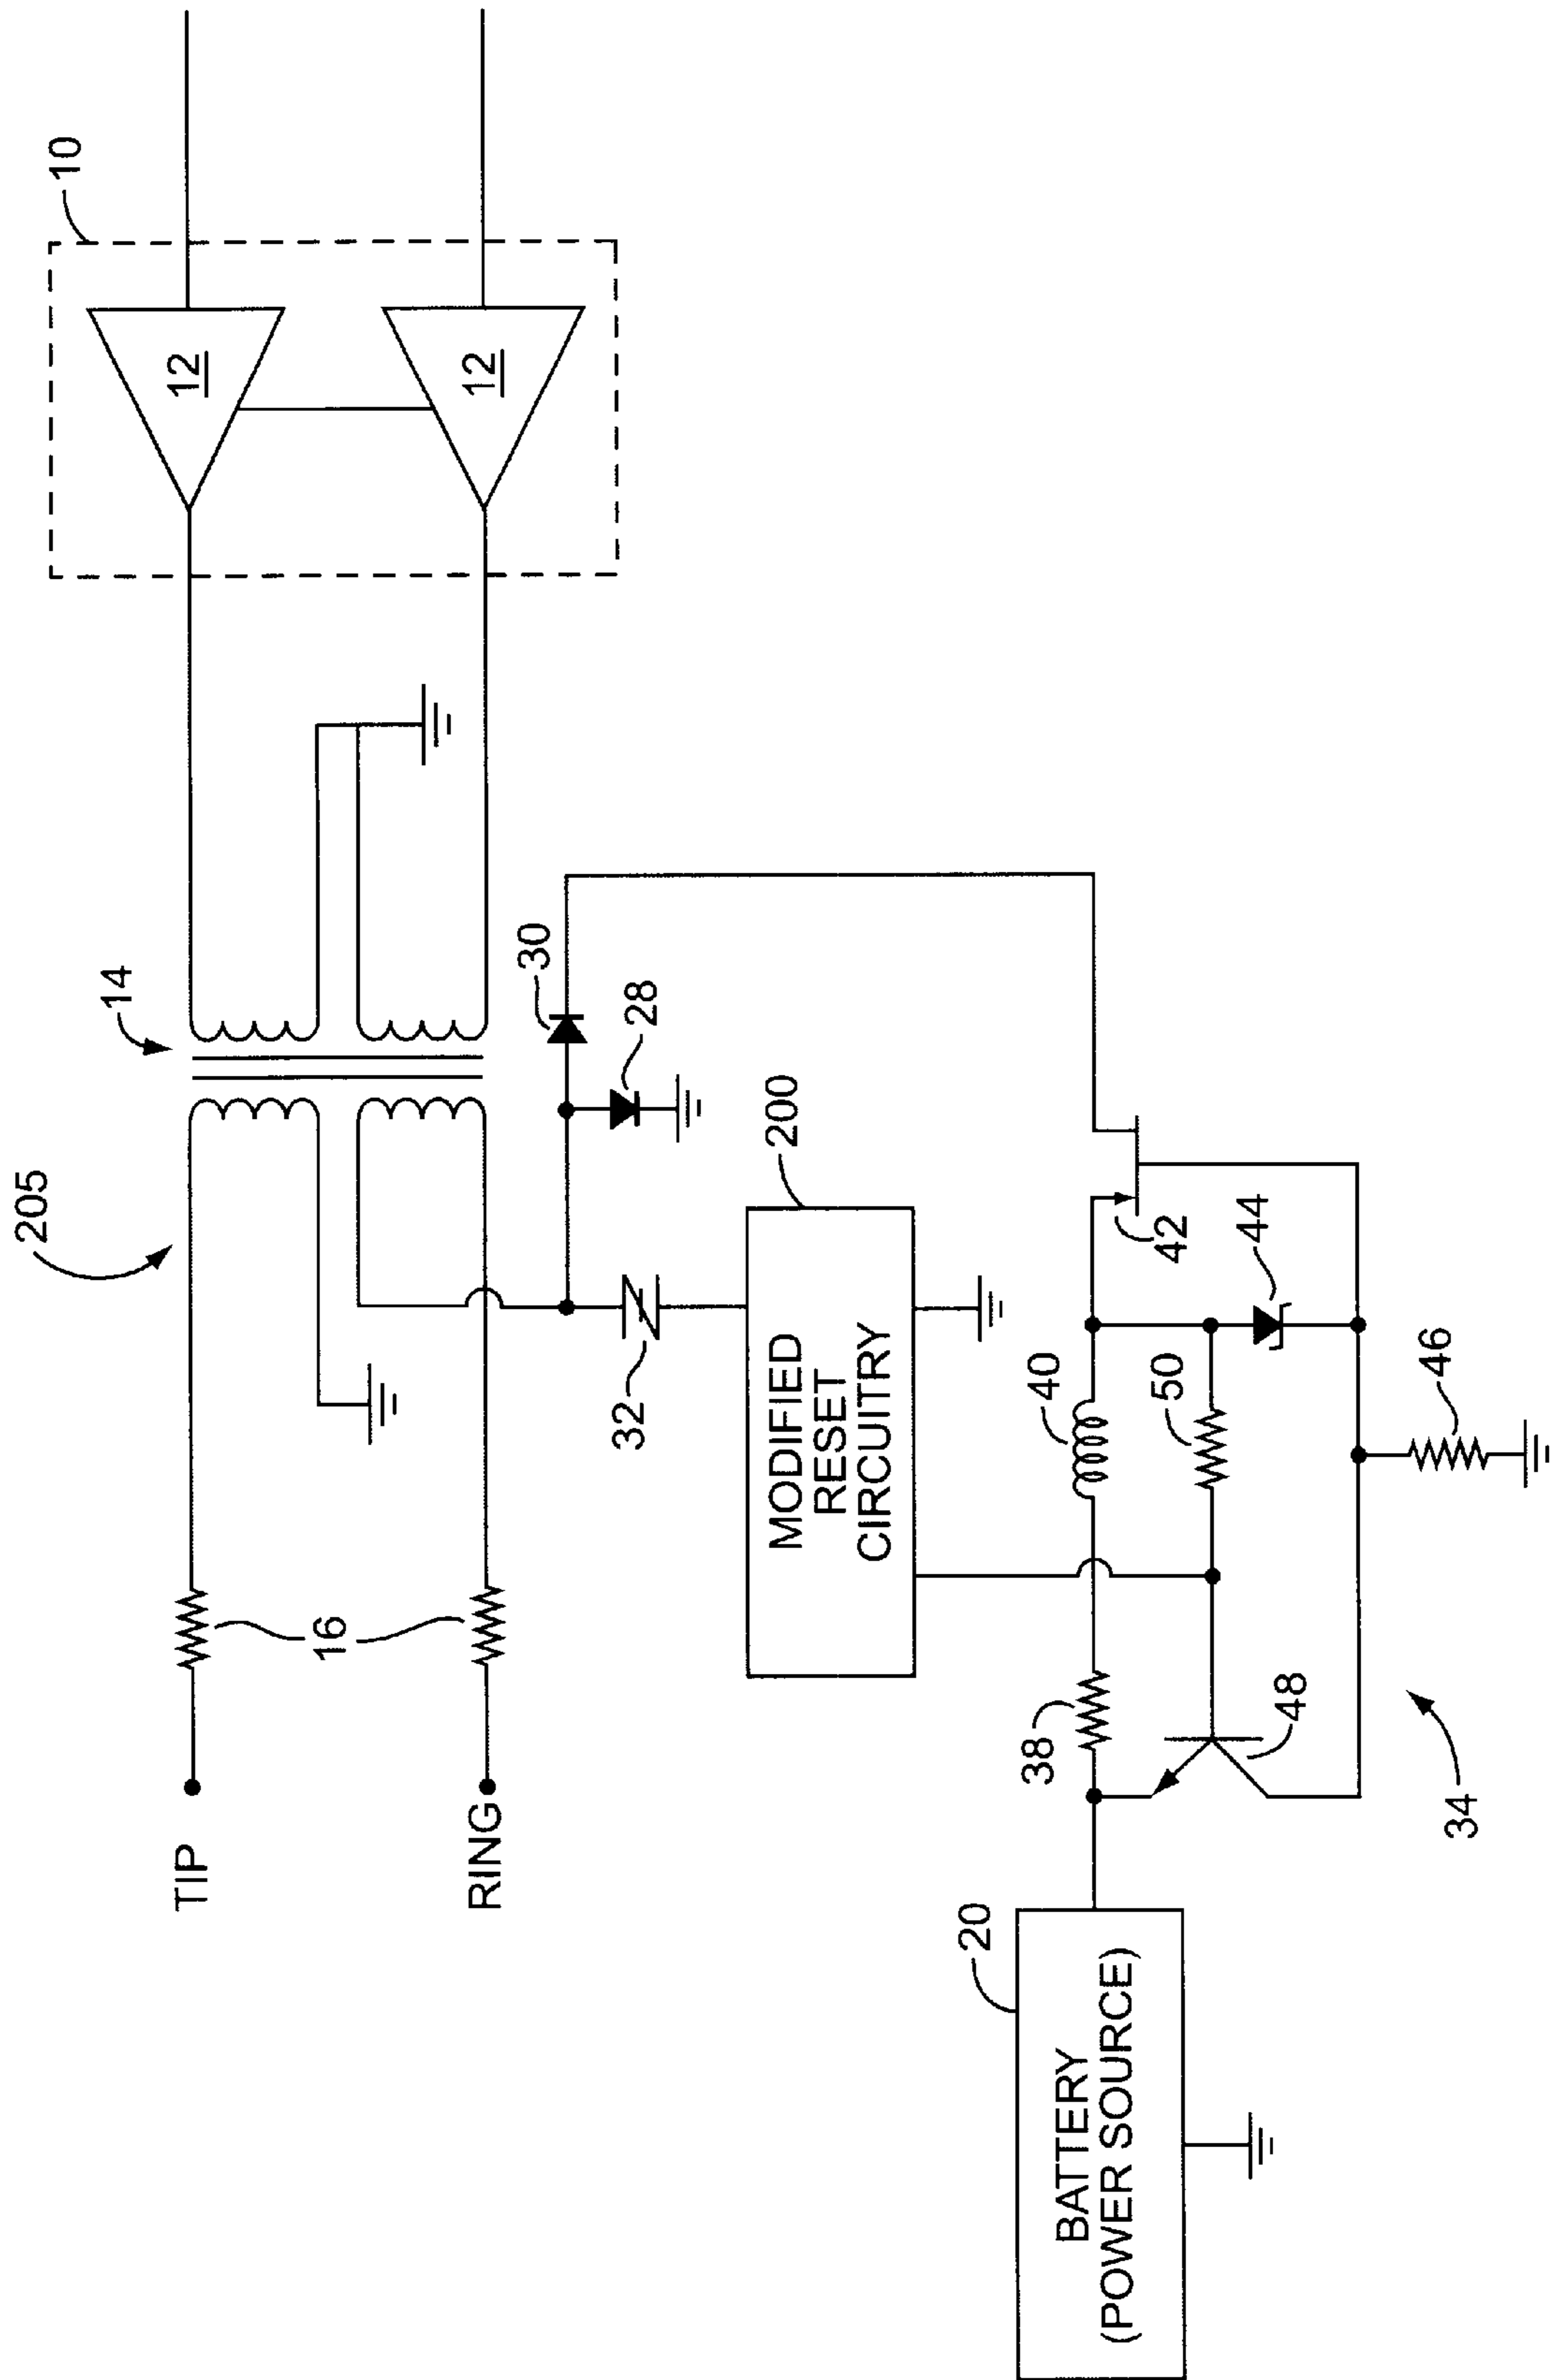 10
12
12
14
205
16
TIP
RING
30
28
32
200
MODIFIED
RESET
CIRCUITRY
42
44
40
50
46
38
48
34
20
BATTERY
(POWER SOURCE)